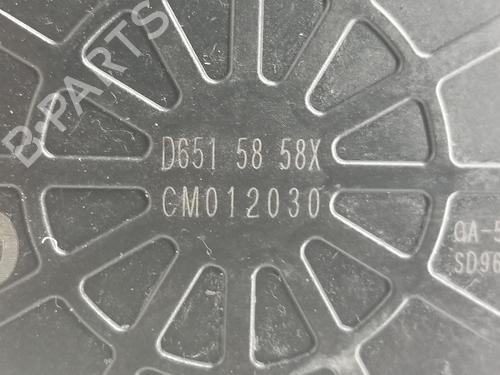 B-PARTS
D651 58 58X
CM012030
GA-
SD96